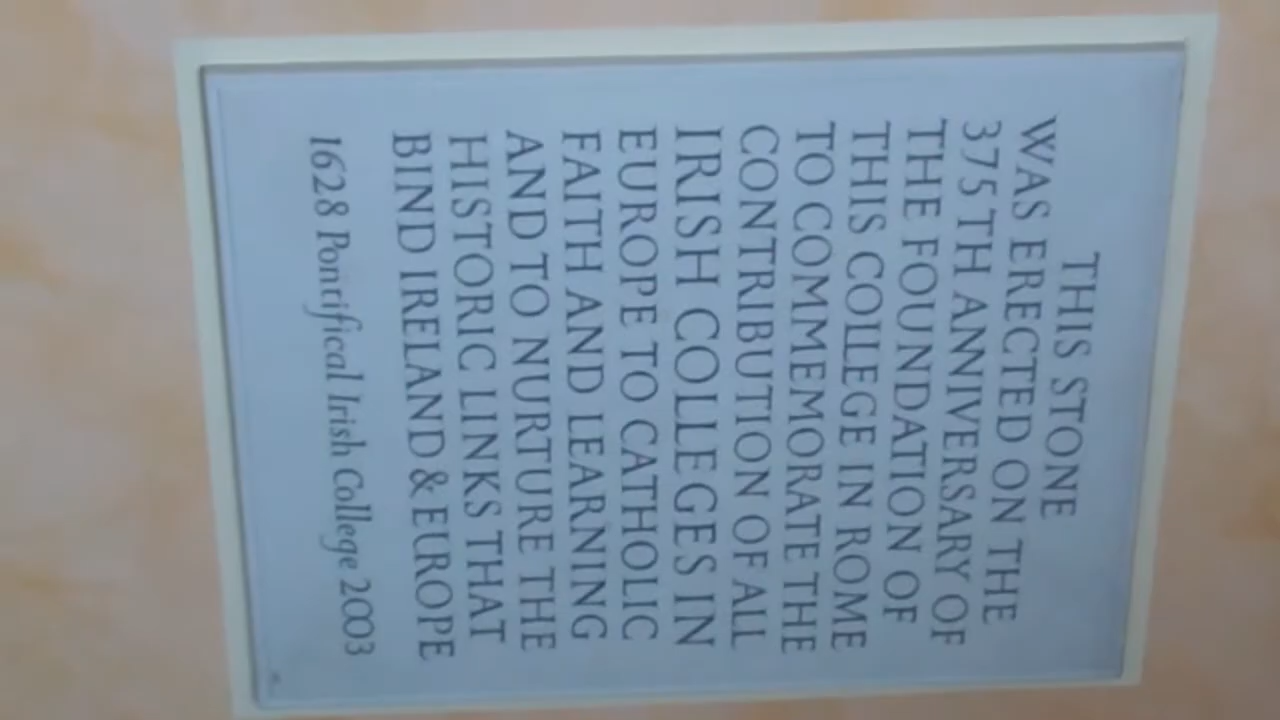 THIS STONE
WAS ERECTED ON THE
375TH ANNIVERSARY OF
THE FOUNDATION OF
THIS COLLEGE IN ROME
TO COMMEMORATE THE
CONTRIBUTION OF ALL
IRISH COLLEGES IN
EUROPE TO CATHOLIC
FAITH AND LEARNING
AND TO NURTURE THE
HISTORIC LINKS THAT
BIND IRELAND & EUROPE
1628 Pontifical Irish College 2003